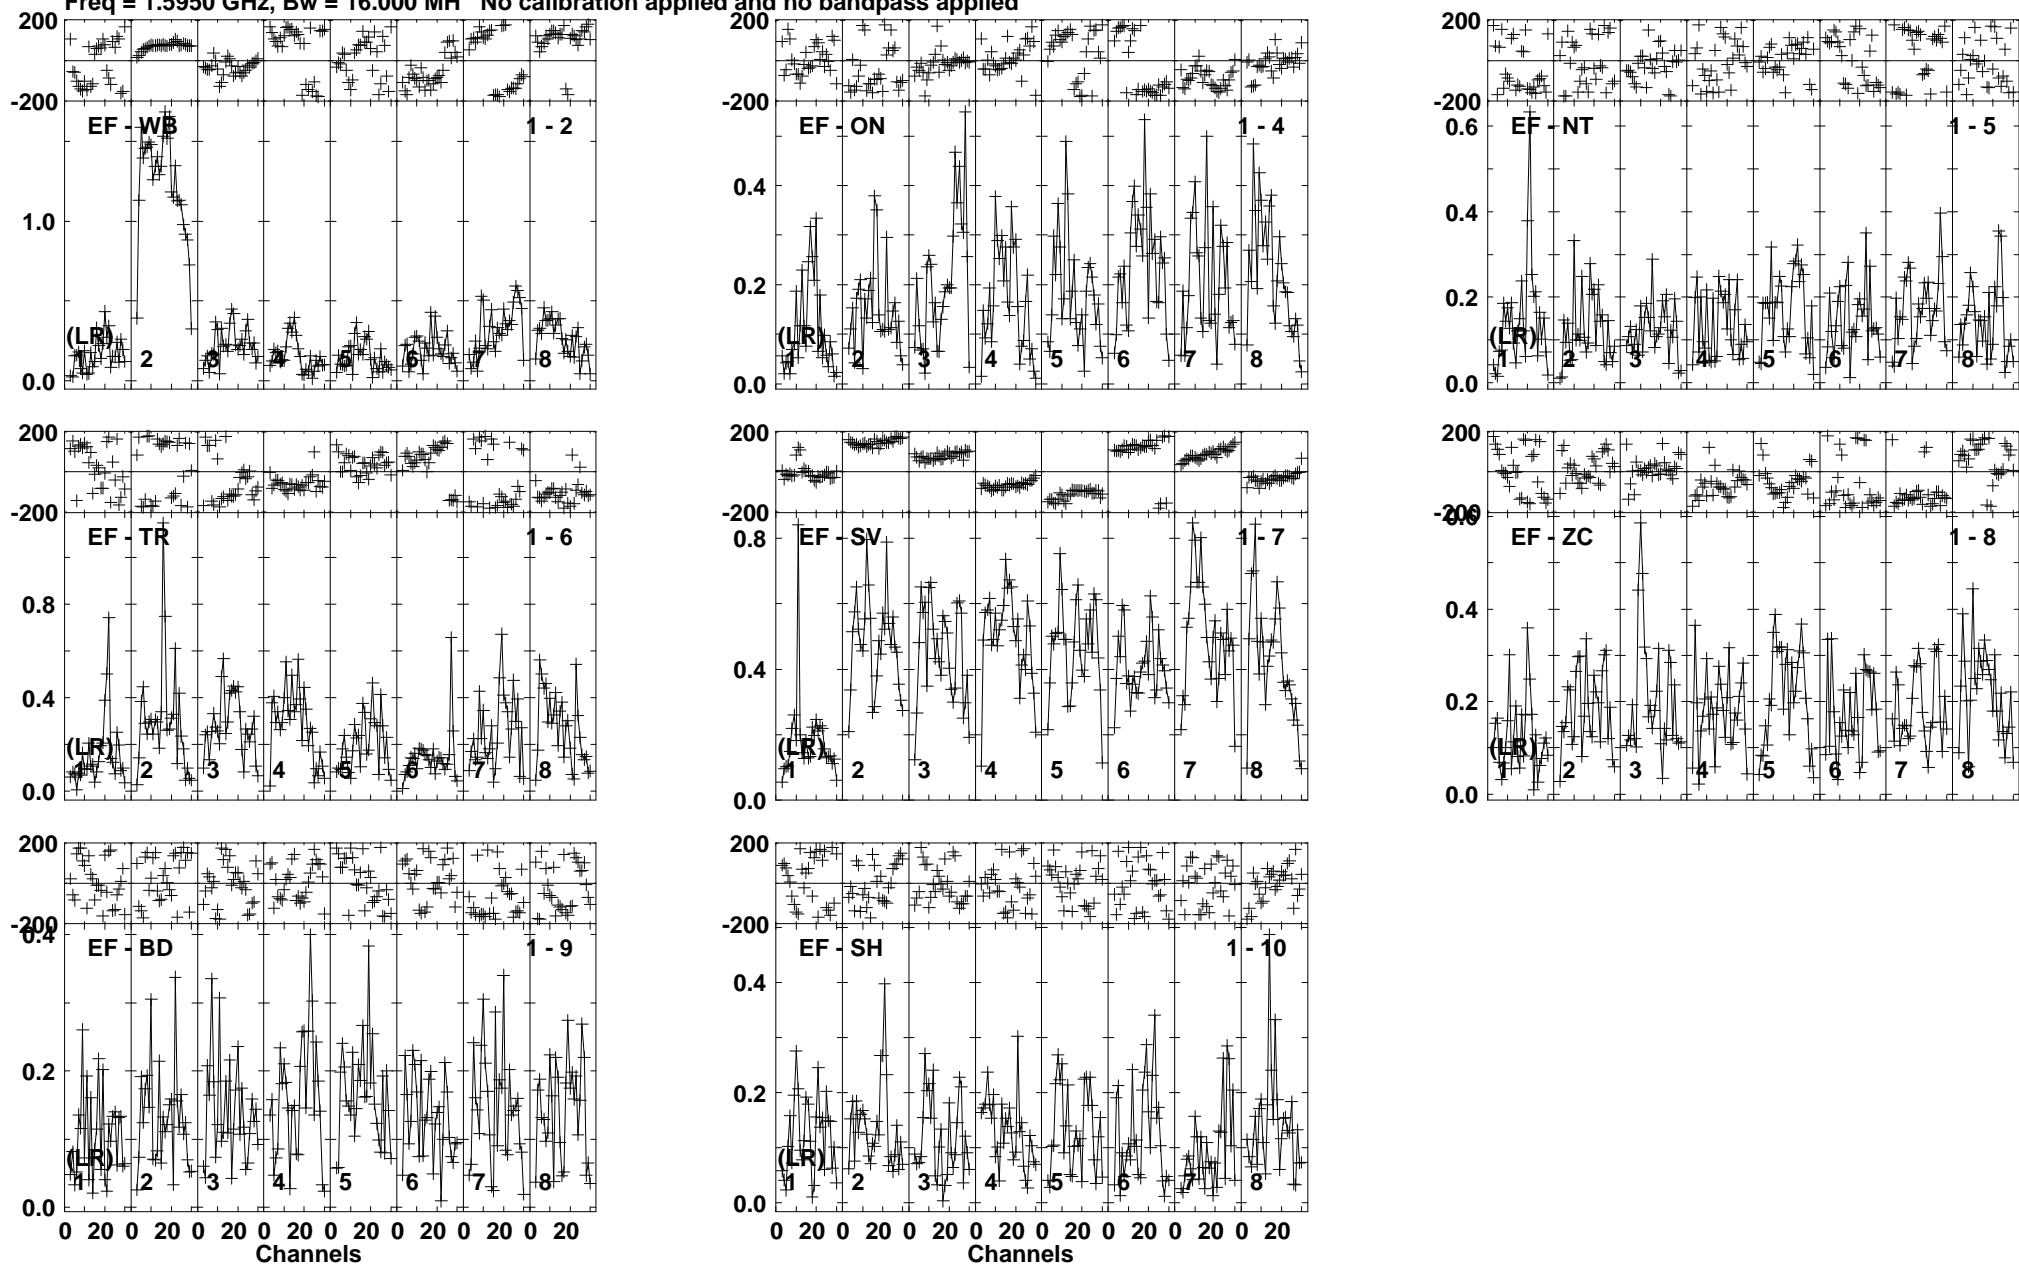 Freq = 1.5950 GHz, Bw = 16.000 MH No calibration applied and no bandpass applied
200
-200
EF - WB 1 - 2
1.0
0.0
(LR)
1 2 3 4 5 6 7 8
EF - ON 1 - 4
0.4
0.2
0.0
(LR)
1 2 3 4 5 6 7 8
200
-200
EF - NT 1 - 5
0.6
0.4
0.2
0.0
(LR)
1 2 3 4 5 6 7 8
200
-200
EF - TR 1 - 6
0.8
0.4
0.0
(LR)
1 2 3 4 5 6 7 8
200
-200
EF - SV 1 - 7
0.8
0.4
0.0
(LR)
1 2 3 4 5 6 7 8
200
-200
0.6
EF - ZC 1 - 8
0.4
0.2
0.0
(LR)
1 2 3 4 5 6 7 8
200
-200
0.4
EF - BD 1 - 9
0.2
0.0
(LR)
1 2 3 4 5 6 7 8
0 20 0 20 0 20 0 20 0 20 0 20 0 20 0 20
Channels
200
-200
EF - SH 1 - 10
0.4
0.2
0.0
(LR)
1 2 3 4 5 6 7 8
0 20 0 20 0 20 0 20 0 20 0 20 0 20 0 20
Channels